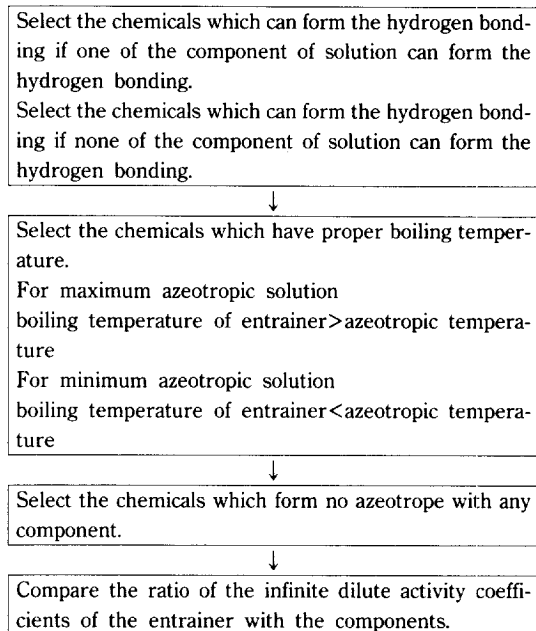 Select the chemicals which can form the hydrogen bond-
ing if one of the component of solution can form the
hydrogen bonding.
Select the chemicals which can form the hydrogen bond-
ing if none of the component of solution can form the
hydrogen bonding.
↓
Select the chemicals which have proper boiling temper-
ature.
For maximum azeotropic solution
boiling temperature of entrainer>azeotropic tempera-
ture
For minimum azeotropic solution
boiling temperature of entrainer<azeotropic tempera-
ture
↓
Select the chemicals which form no azeotrope with any
component.
↓
Compare the ratio of the infinite dilute activity coeffi-
cients of the entrainer with the components.